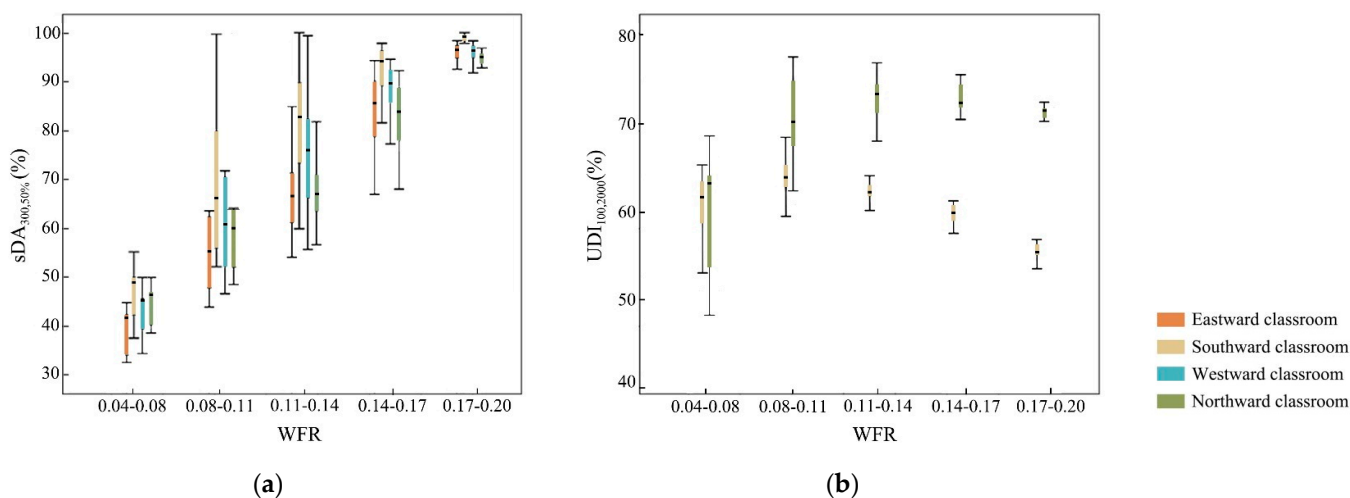 100
90
80
70
60
50
40
30
sDA300,50% (%)
0.04-0.08 0.08-0.11 0.11-0.14 0.14-0.17 0.17-0.20
WFR
(a)
80
70
60
50
40
UDI100,2000(%)
0.04-0.08 0.08-0.11 0.11-0.14 0.14-0.17 0.17-0.20
WFR
(b)
Eastward classroom
Southward classroom
Westward classroom
Northward classroom